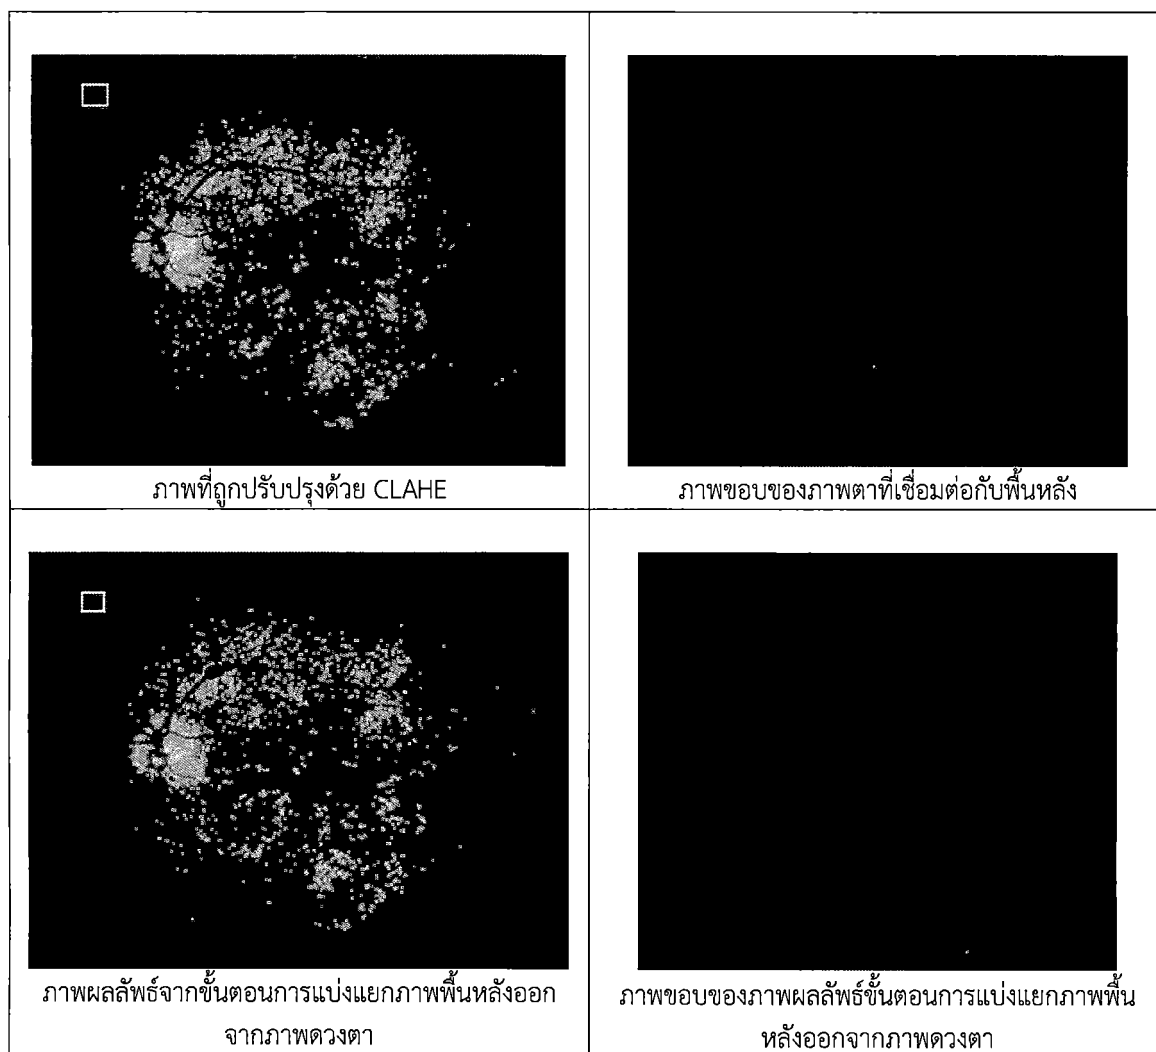 ภาพที่ถูกปรับปรุงด้วย CLAHE
ภาพขอบของภาพตาที่เชื่อมต่อกับพื้นหลัง
ภาพผลลัพธ์จากขั้นตอนการแบ่งแยกภาพพื้นหลังออก
จากภาพดวงตา
ภาพขอบของภาพผลลัพธ์ขั้นตอนการแบ่งแยกภาพพื้น
หลังออกจากภาพดวงตา